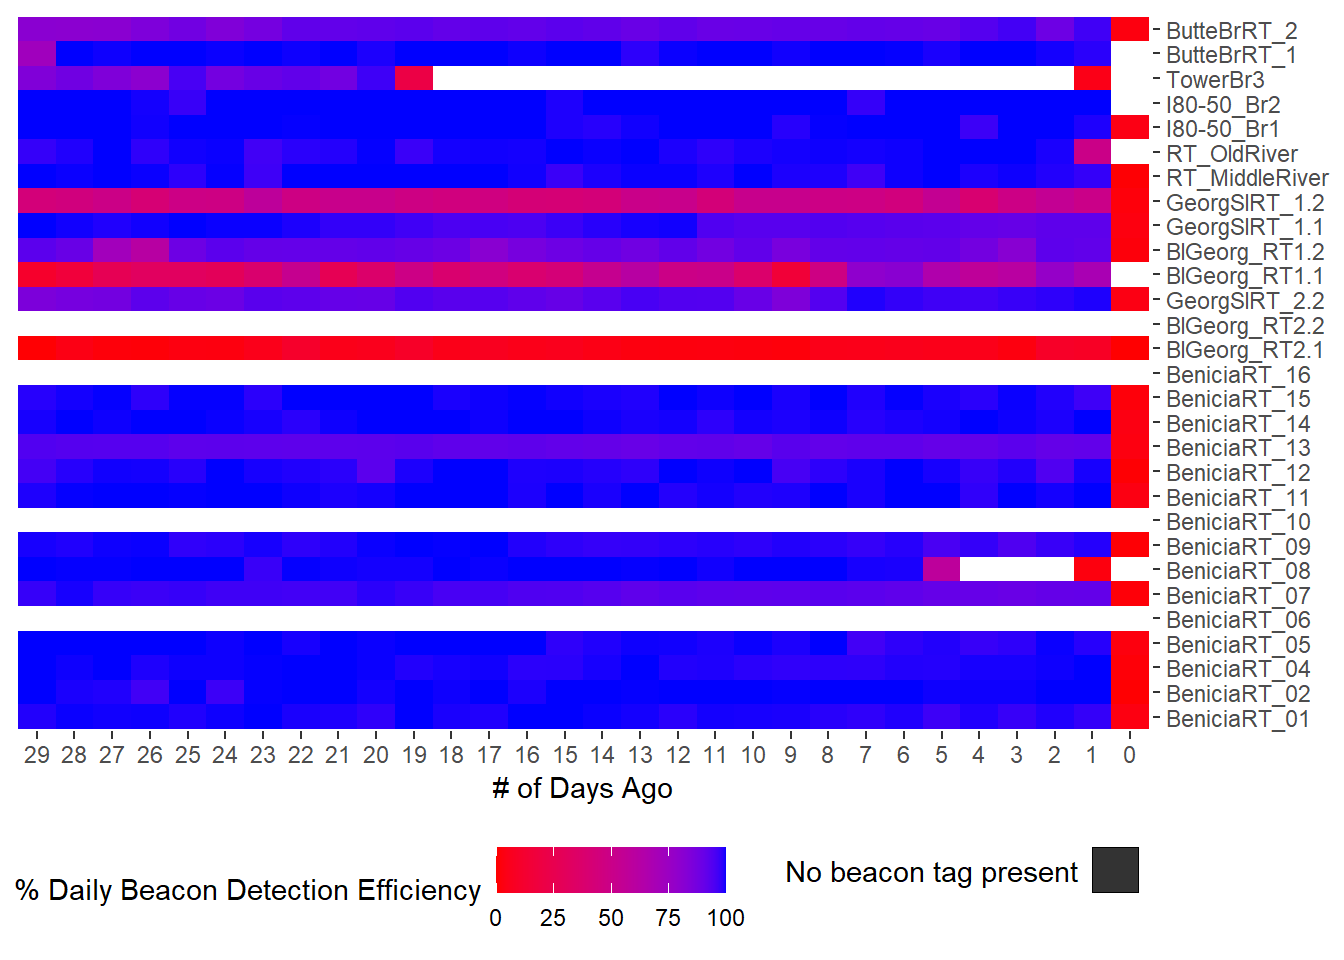 ButteBrRT_2
ButteBrRT_1
TowerBr3
I80-50_Br2
I80-50_Br1
RT_OldRiver
RT_MiddleRiver
GeorgSlRT_1.2
GeorgSlRT_1.1
BlGeorg_RT1.2
BlGeorg_RT1.1
GeorgSlRT_2.2
BlGeorg_RT2.2
BlGeorg_RT2.1
BeniciaRT_16
BeniciaRT_15
BeniciaRT_14
BeniciaRT_13
BeniciaRT_12
BeniciaRT_11
BeniciaRT_10
BeniciaRT_09
BeniciaRT_08
BeniciaRT_07
BeniciaRT_06
BeniciaRT_05
BeniciaRT_04
BeniciaRT_02
BeniciaRT_01
29 28 27 26 25 24 23 22 21 20 19 18 17 16 15 14 13 12 11 10 9 8 7 6 5 4 3 2 1 0
# of Days Ago
% Daily Beacon Detection Efficiency
0 25 50 75 100
No beacon tag present